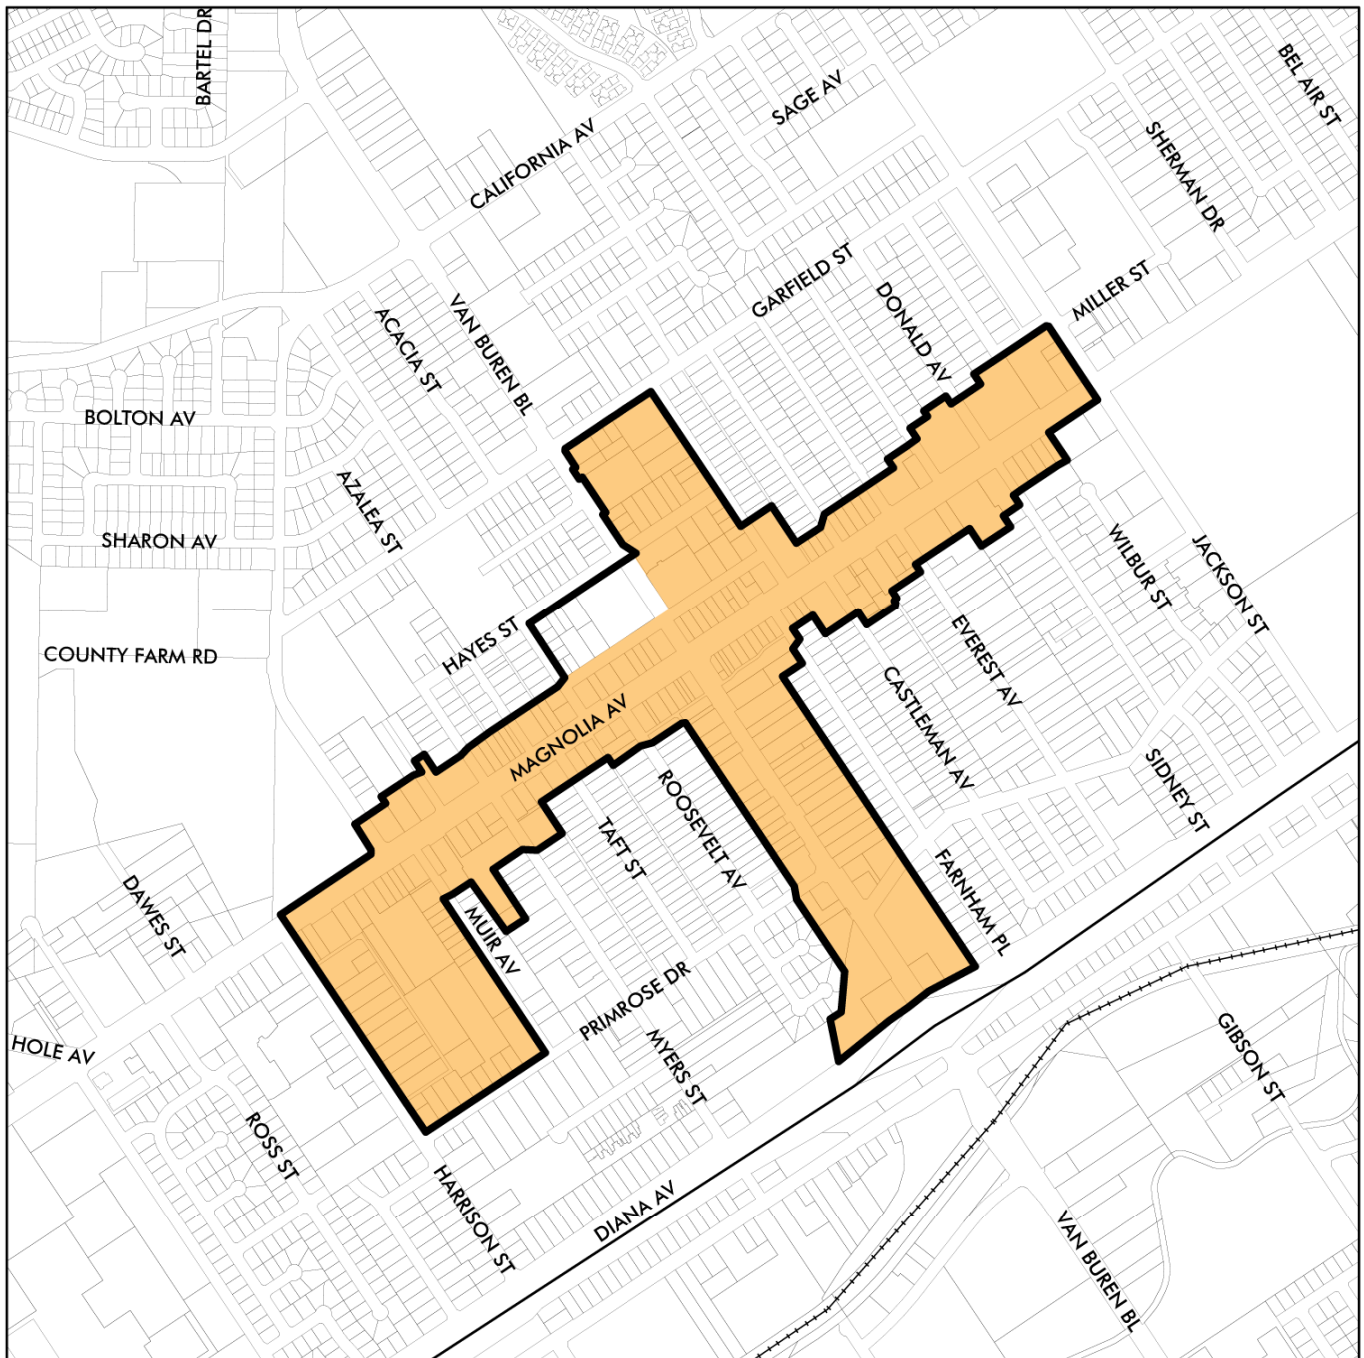 BARTEL DR
BEL AIR ST
SAGE AV
CALIFORNIA AV
SHERMAN DR
GARFIELD ST
MILLER ST
DONALD AV
VAN BUREN BL
ACACIA ST
BOLTON AV
AZALEA ST
SHARON AV
WILBUR ST
JACKSON ST
HAYES ST
COUNTY FARM RD
EVEREST AV
CASTLEMAN AV
MAGNOLIA AV
SIDNEY ST
ROOSEVELT AV
TAFT ST
FARNHAM PL
DAWES ST
MUIR AV
PRIMROSE DR
HOLE AV
MYERS ST
GIBSON ST
ROSS ST
HARRISON ST
DIANA AV
VAN BUREN BL